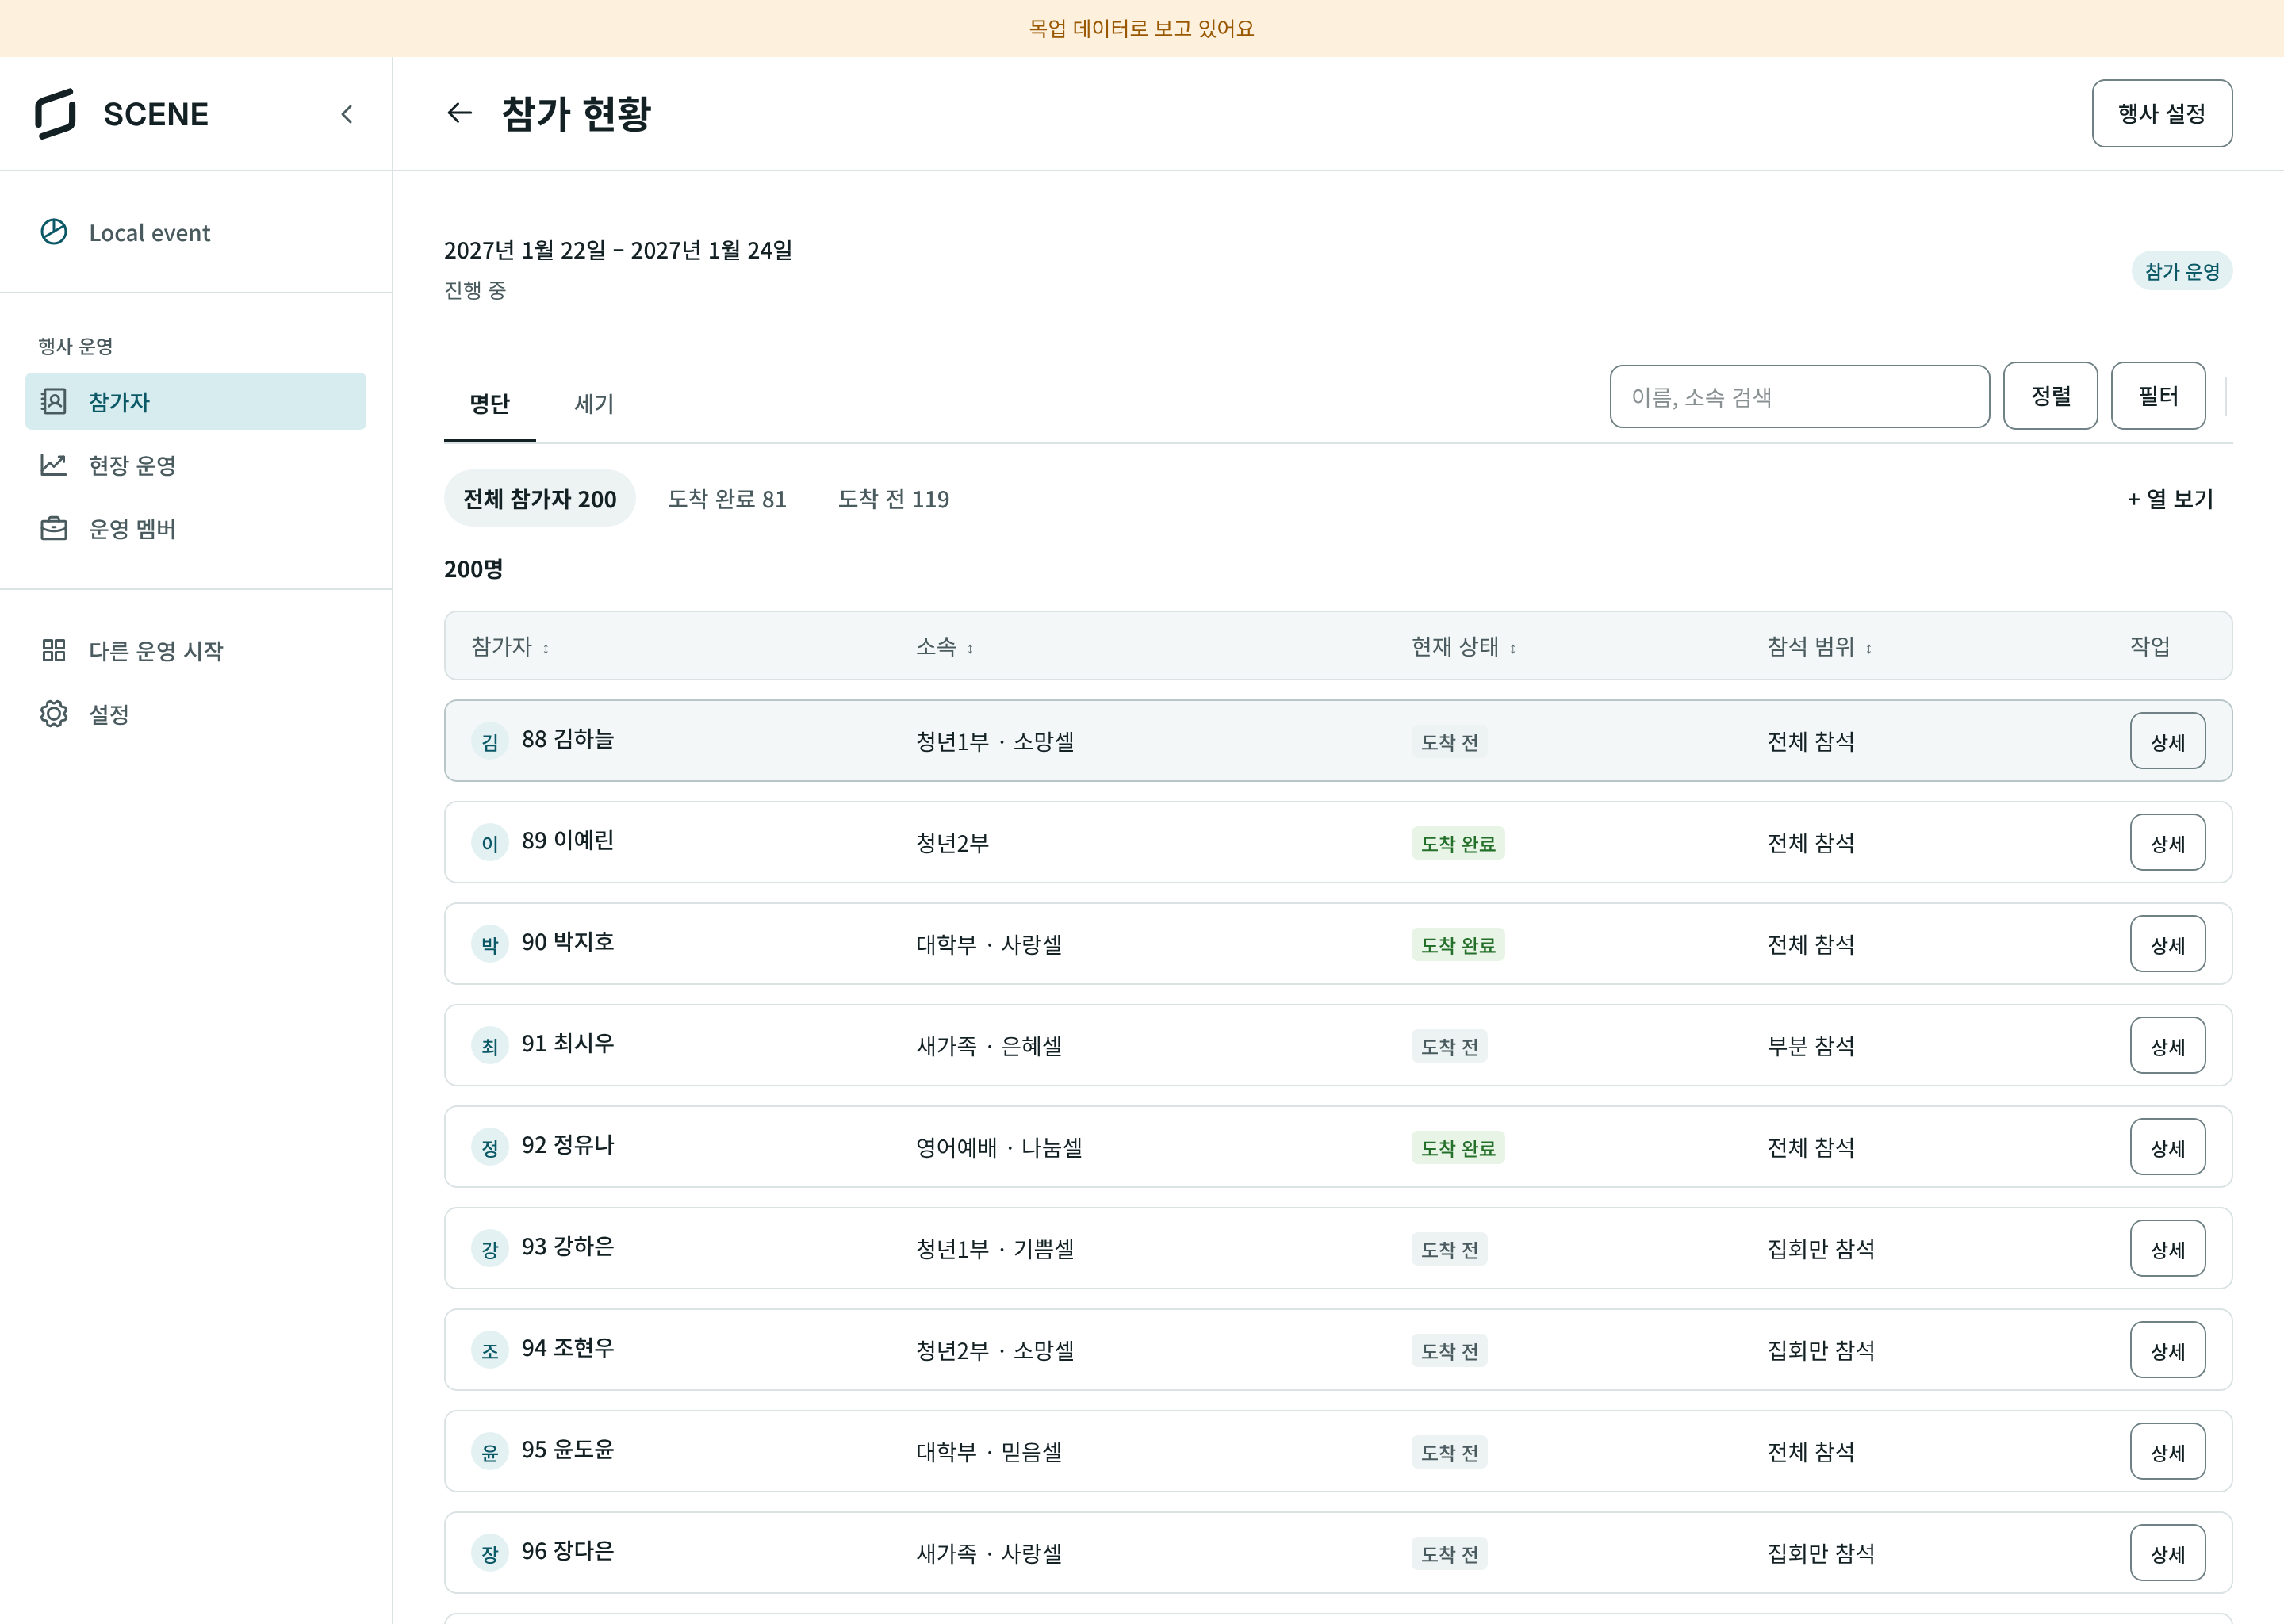 목업 데이터로 보고 있어요
SCENE
참가 현황
행사 설정
Local event
2027년 1월 22일 – 2027년 1월 24일
진행 중
참가 운영
행사 운영
참가자
현장 운영
운영 멤버
다른 운영 시작
설정
명단 세기
이름, 소속 검색
정렬
필터
전체 참가자 200 도착 완료 81 도착 전 119
+ 열 보기
200명
참가자 ↕ 소속 ↕ 현재 상태 ↕ 참석 범위 ↕ 작업
김 88 김하늘 청년1부 · 소망셀 도착 전 전체 참석 상세
이 89 이예린 청년2부 도착 완료 전체 참석 상세
박 90 박지호 대학부 · 사랑셀 도착 완료 전체 참석 상세
최 91 최시우 새가족 · 은혜셀 도착 전 부분 참석 상세
정 92 정유나 영어예배 · 나눔셀 도착 완료 전체 참석 상세
강 93 강하은 청년1부 · 기쁨셀 도착 전 집회만 참석 상세
조 94 조현우 청년2부 · 소망셀 도착 전 집회만 참석 상세
윤 95 윤도윤 대학부 · 믿음셀 도착 전 전체 참석 상세
장 96 장다은 새가족 · 사랑셀 도착 전 집회만 참석 상세